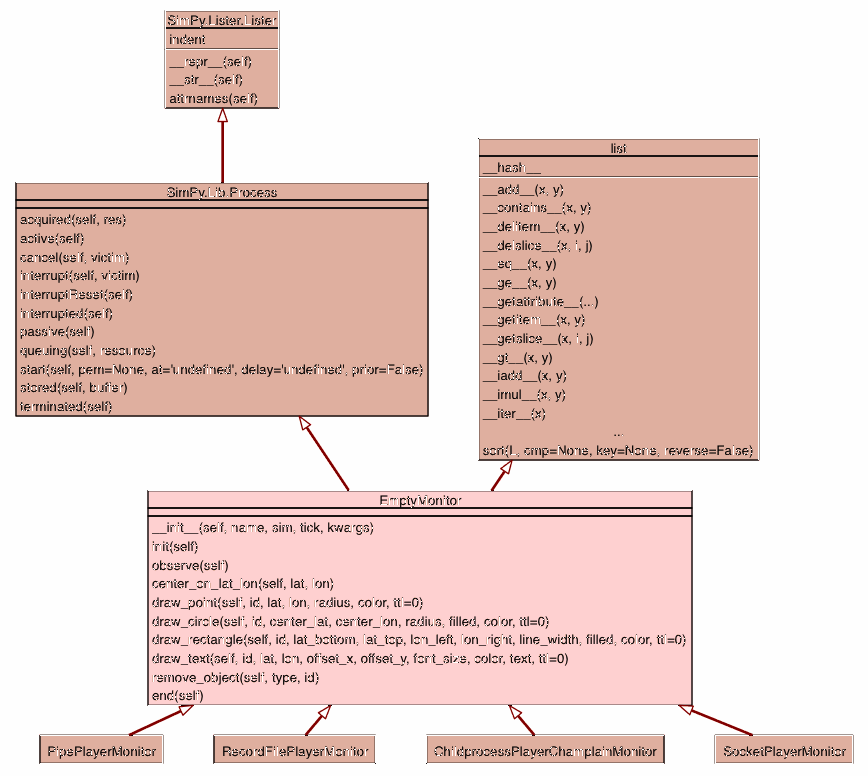 SimPy.Lister.Lister
indent
__repr__(self)
__str__(self)
attrnames(self)
list
__hash__
__add__(x, y)
__contains__(x, y)
__delitem__(x, y)
__delslice__(x, i, j)
__eq__(x, y)
__ge__(x, y)
__getattribute__(...)
__getitem__(x, y)
__getslice__(x, i, j)
__gt__(x, y)
__iadd__(x, y)
__imul__(x, y)
__iter__(x)
...
sort(L, cmp=None, key=None, reverse=False)
SimPy.Lib.Process
acquired(self, res)
active(self)
cancel(self, victim)
interrupt(self, victim)
interruptReset(self)
interrupted(self)
passive(self)
queuing(self, resource)
start(self, pem=None, at='undefined', delay='undefined', prior=False)
stored(self, buffer)
terminated(self)
EmptyMonitor
__init__(self, name, sim, tick, kwargs)
init(self)
observe(self)
center_on_lat_lon(self, lat, lon)
draw_point(self, id, lat, lon, radius, color, ttl=0)
draw_circle(self, id, center_lat, center_lon, radius, filled, color, ttl=0)
draw_rectangle(self, id, lat_bottom, lat_top, lon_left, lon_right, line_width, filled, color, ttl=0)
draw_text(self, id, lat, lon, offset_x, offset_y, font_size, color, text, ttl=0)
remove_object(self, type, id)
end(self)
PipePlayerMonitor
RecordFilePlayerMonitor
ChildprocessPlayerChamplainMonitor
SocketPlayerMonitor